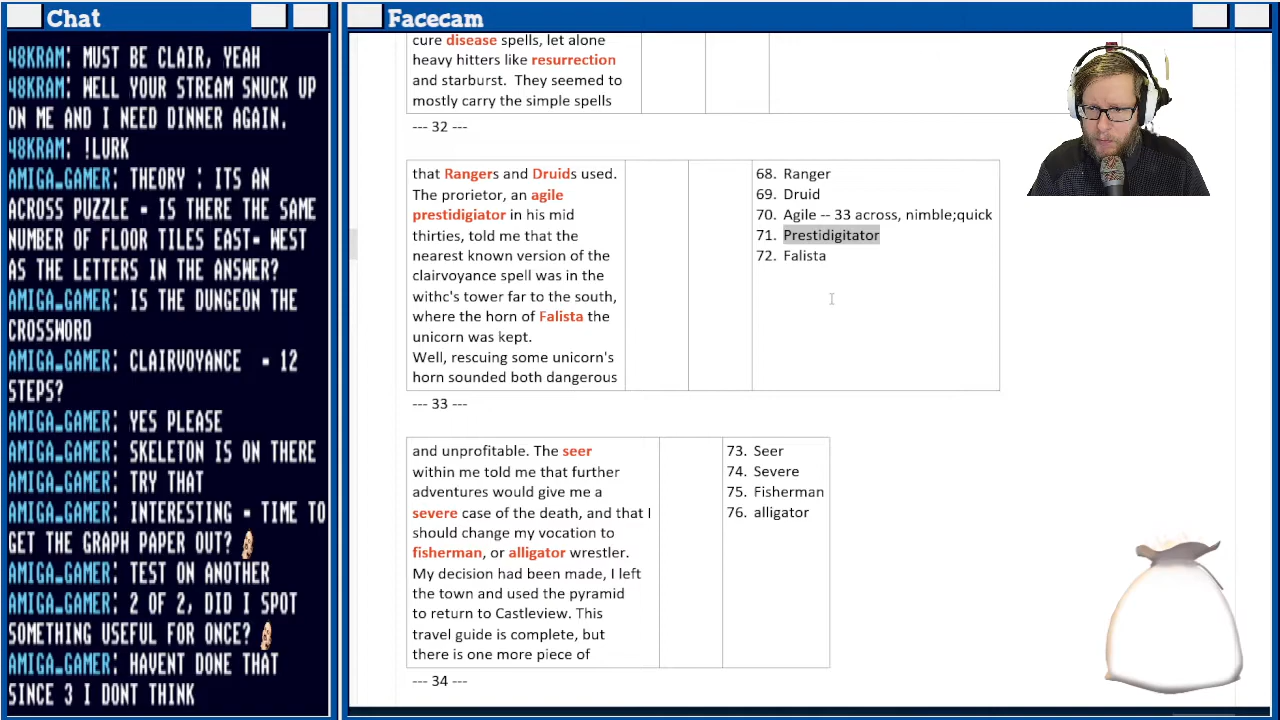 Chat
Facecam
48KRAM: MUST BE CLAIR, YEAH
48KRAM: WELL YOUR STREAM SNUCK UP
ON ME AND I NEED DINNER AGAIN.
48KRAM: !LURK
AMIGA_GAMER: THEORY : ITS AN
ACROSS PUZZLE - IS THERE THE SAME
NUMBER OF FLOOR TILES EAST- WEST
AS THE LETTERS IN THE ANSWER?
AMIGA_GAMER: IS THE DUNGEON THE
CROSSWORD
AMIGA_GAMER: CLAIRVOYANCE - 12
STEPS?
AMIGA_GAMER: YES PLEASE
AMIGA_GAMER: SKELETON IS ON THERE
AMIGA_GAMER: TRY THAT
AMIGA_GAMER: INTERESTING - TIME TO
GET THE GRAPH PAPER OUT?
AMIGA_GAMER: TEST ON ANOTHER
AMIGA_GAMER: 2 OF 2, DID I SPOT
SOMETHING USEFUL FOR ONCE?
AMIGA_GAMER: HAVENT DONE THAT
SINCE 3 I DONT THINK
cure disease spells, let alone
heavy hitters like resurrection
and starburst. They seemed to
mostly carry the simple spells
--- 32 ---
that Rangers and Druids used.
The prorietor, an agile
prestidigiator in his mid
thirties, told me that the
nearest known version of the
clairvoyance spell was in the
withc's tower far to the south,
where the horn of Falista the
unicorn was kept.
Well, rescuing some unicorn's
horn sounded both dangerous
68. Ranger
69. Druid
70. Agile -- 33 across, nimble;quick
71. Prestidigitator
72. Falista
--- 33 ---
and unprofitable. The seer
within me told me that further
adventures would give me a
severe case of the death, and that I
should change my vocation to
fisherman, or alligator wrestler.
My decision had been made, I left
the town and used the pyramid
to return to Castleview. This
travel guide is complete, but
there is one more piece of
73. Seer
74. Severe
75. Fisherman
76. alligator
--- 34 ---